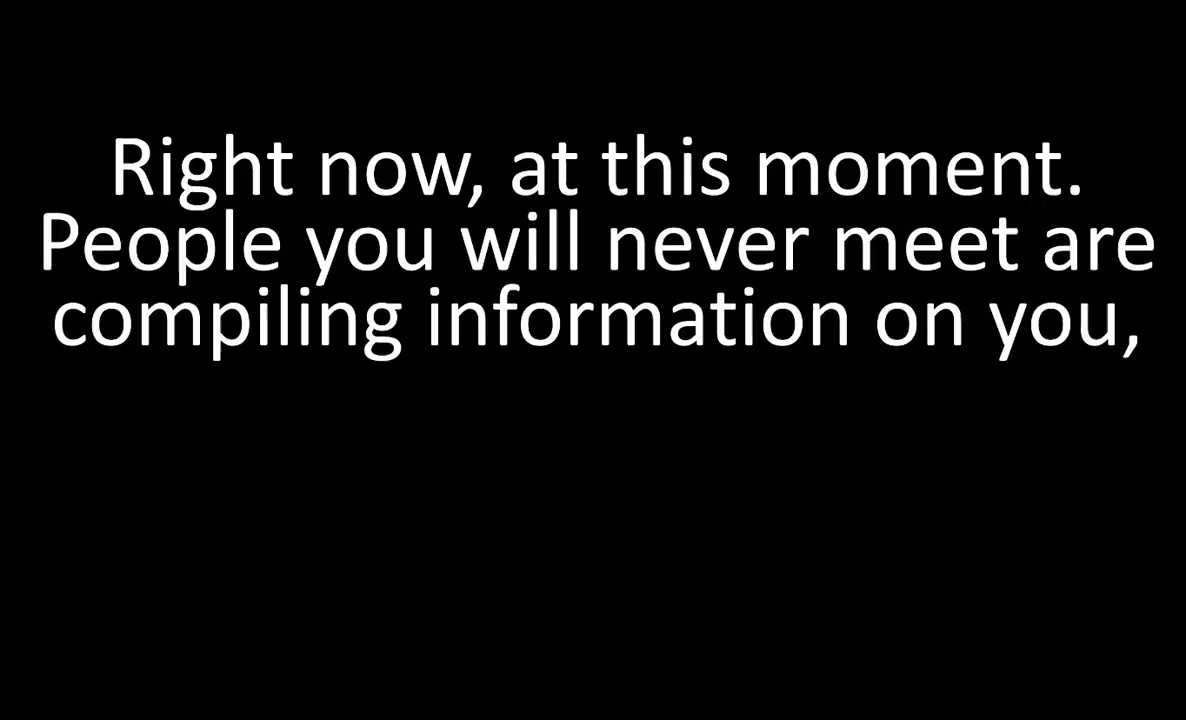 Right now, at this moment.
People you will never meet are
compiling information on you,